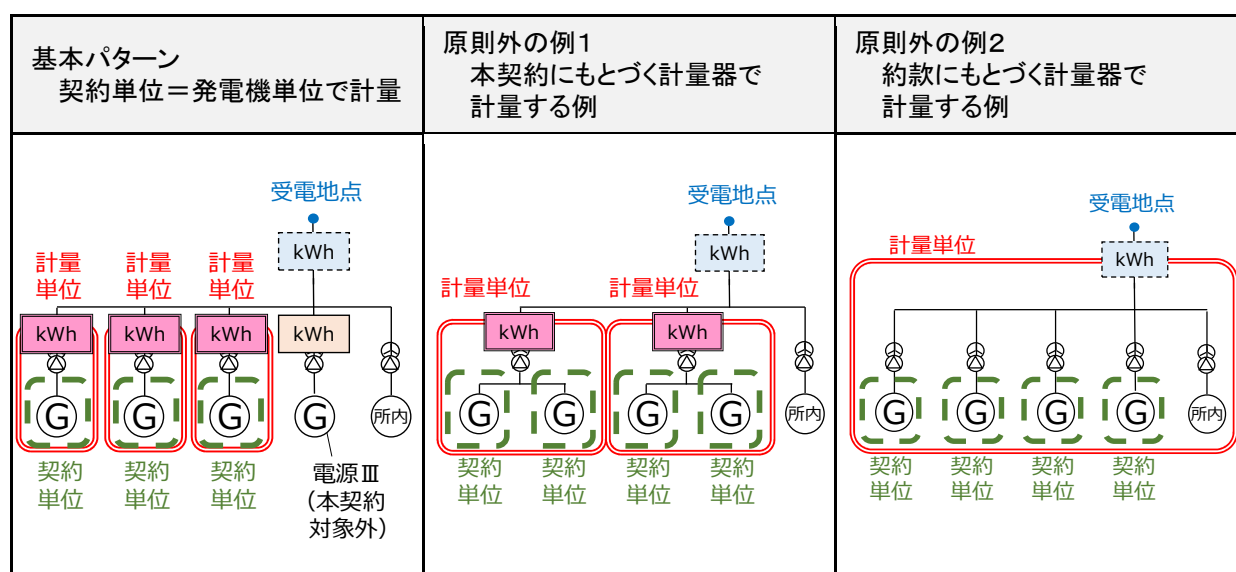 基本パターン
契約単位＝発電機単位で計量
原則外の例１
本契約にもとづく計量器で
計量する例
原則外の例２
約款にもとづく計量器で
計量する例
受電地点
kWh
計量
単位
計量
単位
計量
単位
kWh
kWh
kWh
kWh
G
G
G
G
所内
契約
単位
契約
単位
契約
単位
電源Ⅲ
(本契約
対象外)
受電地点
kWh
計量単位
計量単位
kWh
kWh
G
G
G
G
所内
契約
単位
契約
単位
契約
単位
契約
単位
受電地点
計量単位
kWh
G
G
G
G
所内
契約
単位
契約
単位
契約
単位
契約
単位